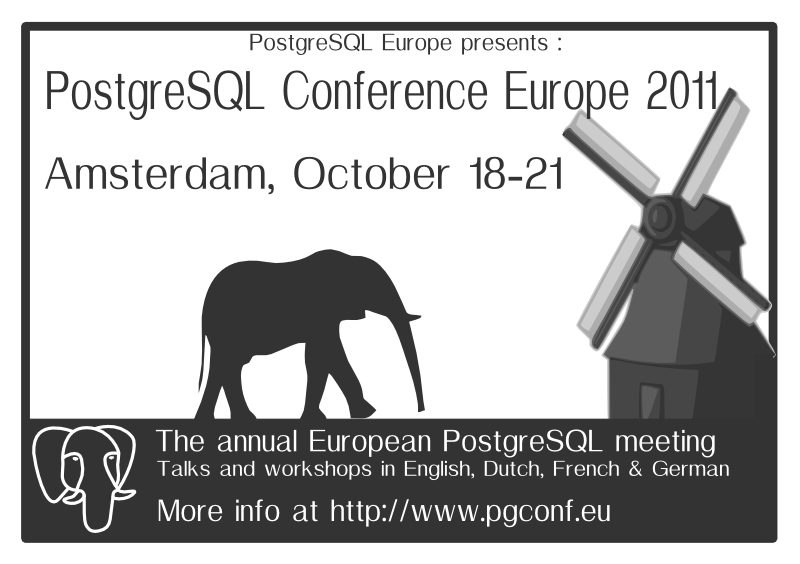 PostgreSQL Europe presents :
PostgreSQL Conference Europe 2011
Amsterdam, October 18-21
The annual European PostgreSQL meeting
Talks and workshops in English, Dutch, French & German
More info at http://www.pgconf.eu